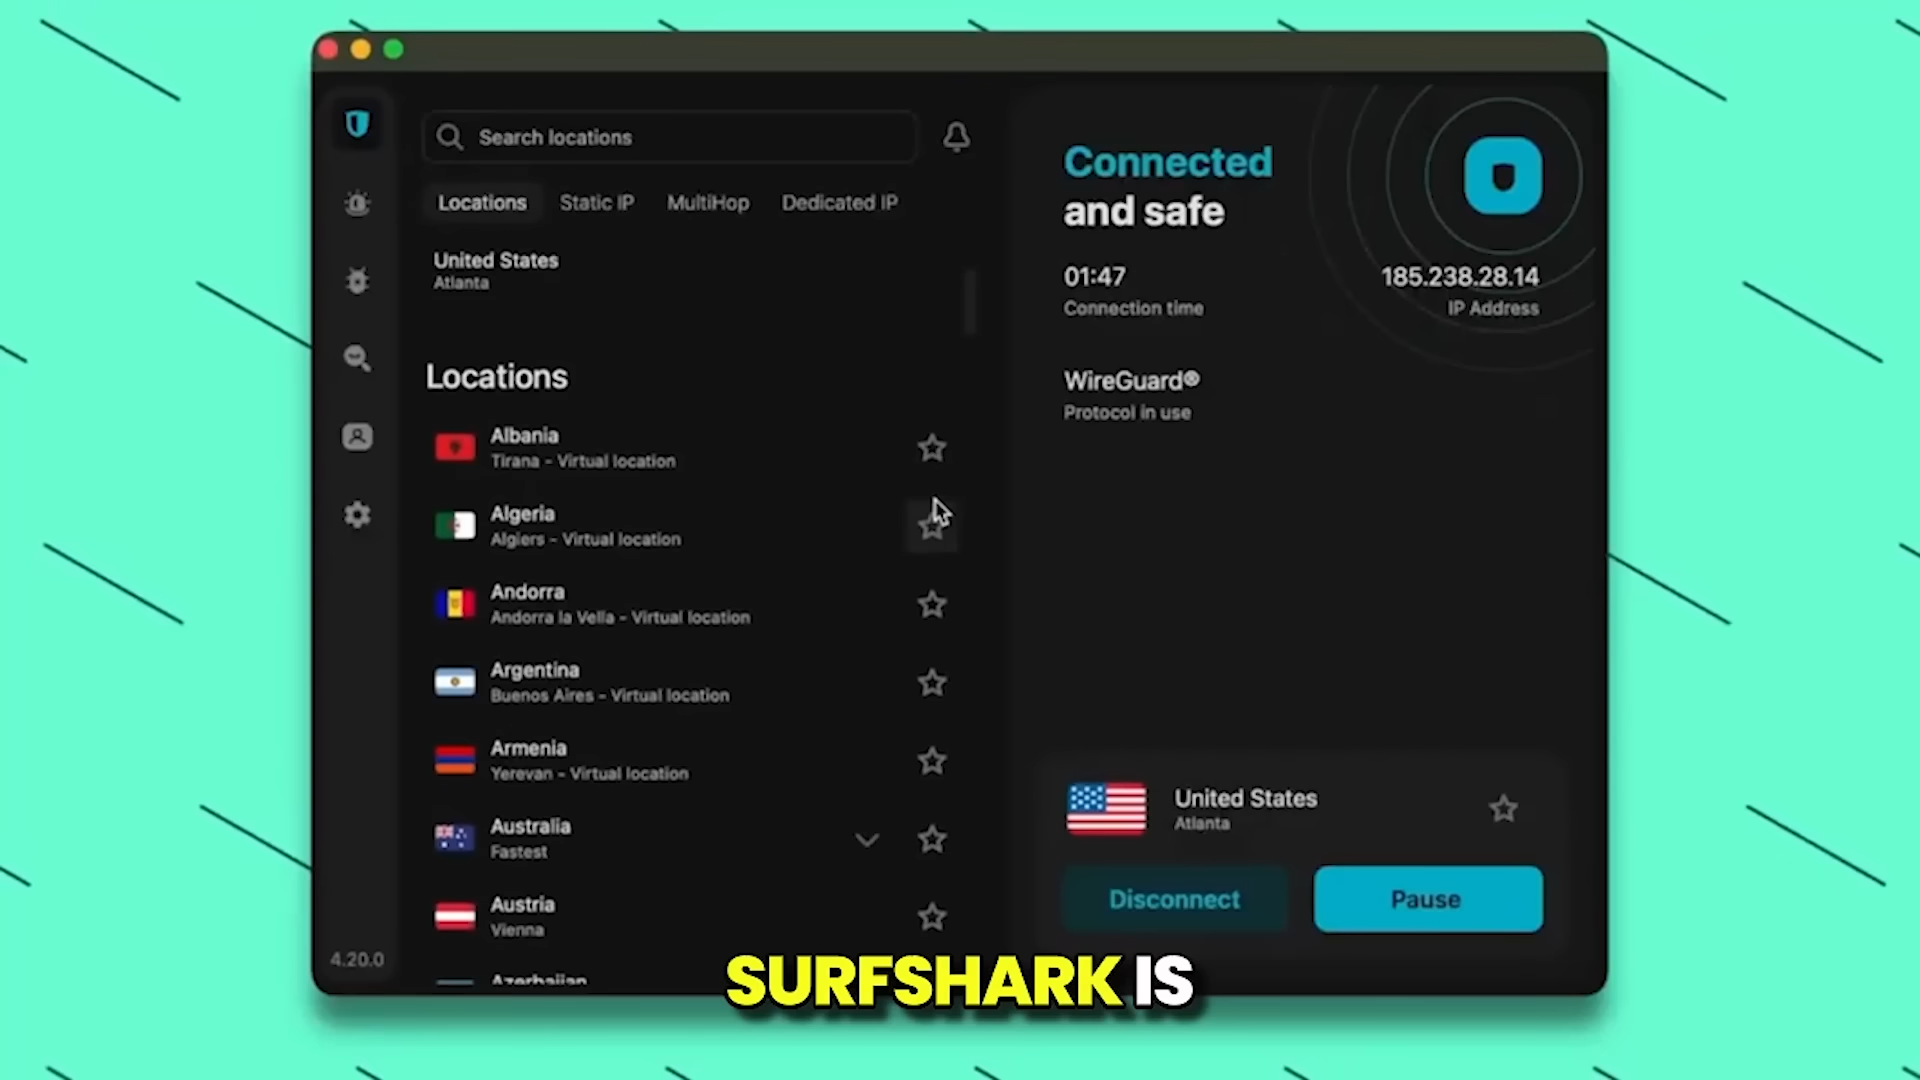 Search locations
Locations Static IP MultiHop Dedicated IP
United States
Atlanta
Locations
Albania
Tirana - Virtual location
Algeria
Algiers - Virtual location
Andorra
Andorra la Vella - Virtual location
Argentina
Buenos Aires - Virtual location
Armenia
Yerevan - Virtual location
Australia
Fastest
Austria
Vienna
Azerbaijan
4.20.0
Connected
and safe
01:47
Connection time
185.238.28.14
IP Address
WireGuard®
Protocol in use
United States
Atlanta
Disconnect
Pause
SURFSHARK IS